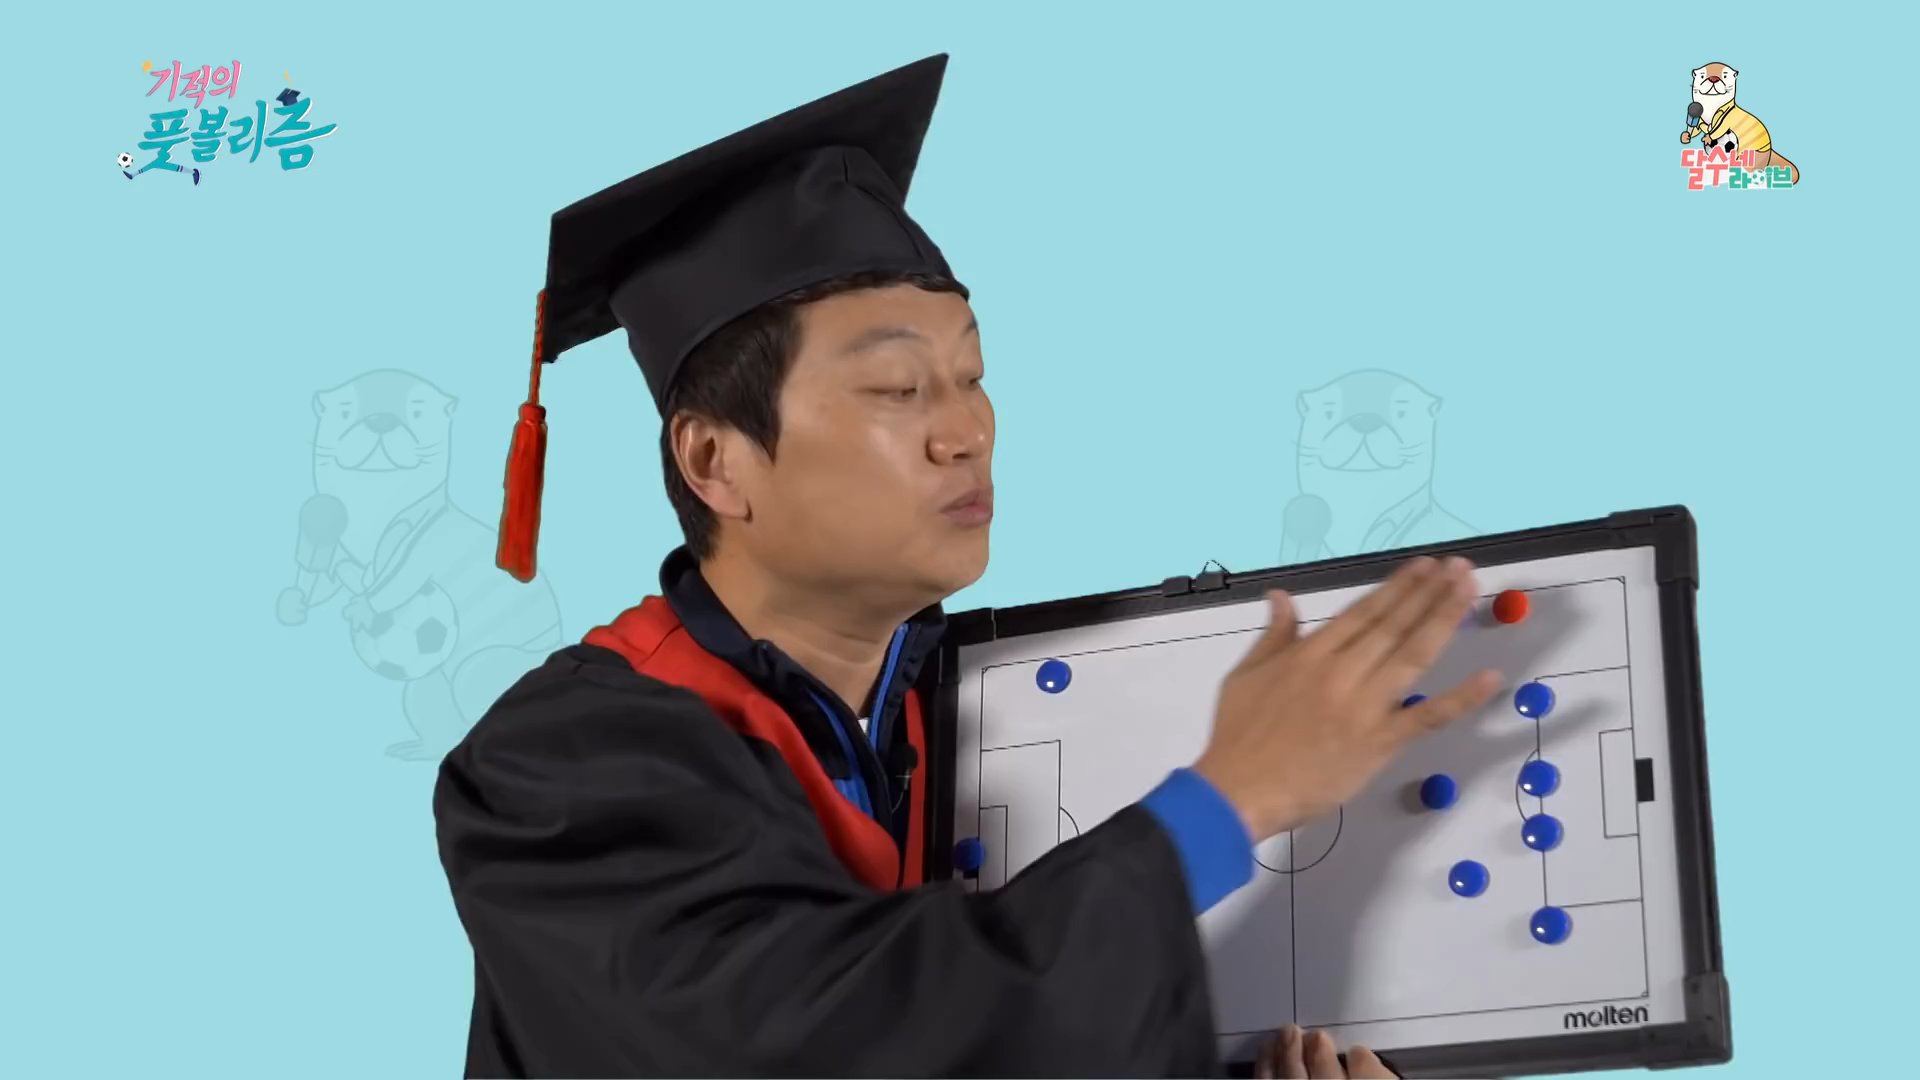 기적의
풋볼리즘
달수네
라이브
molten